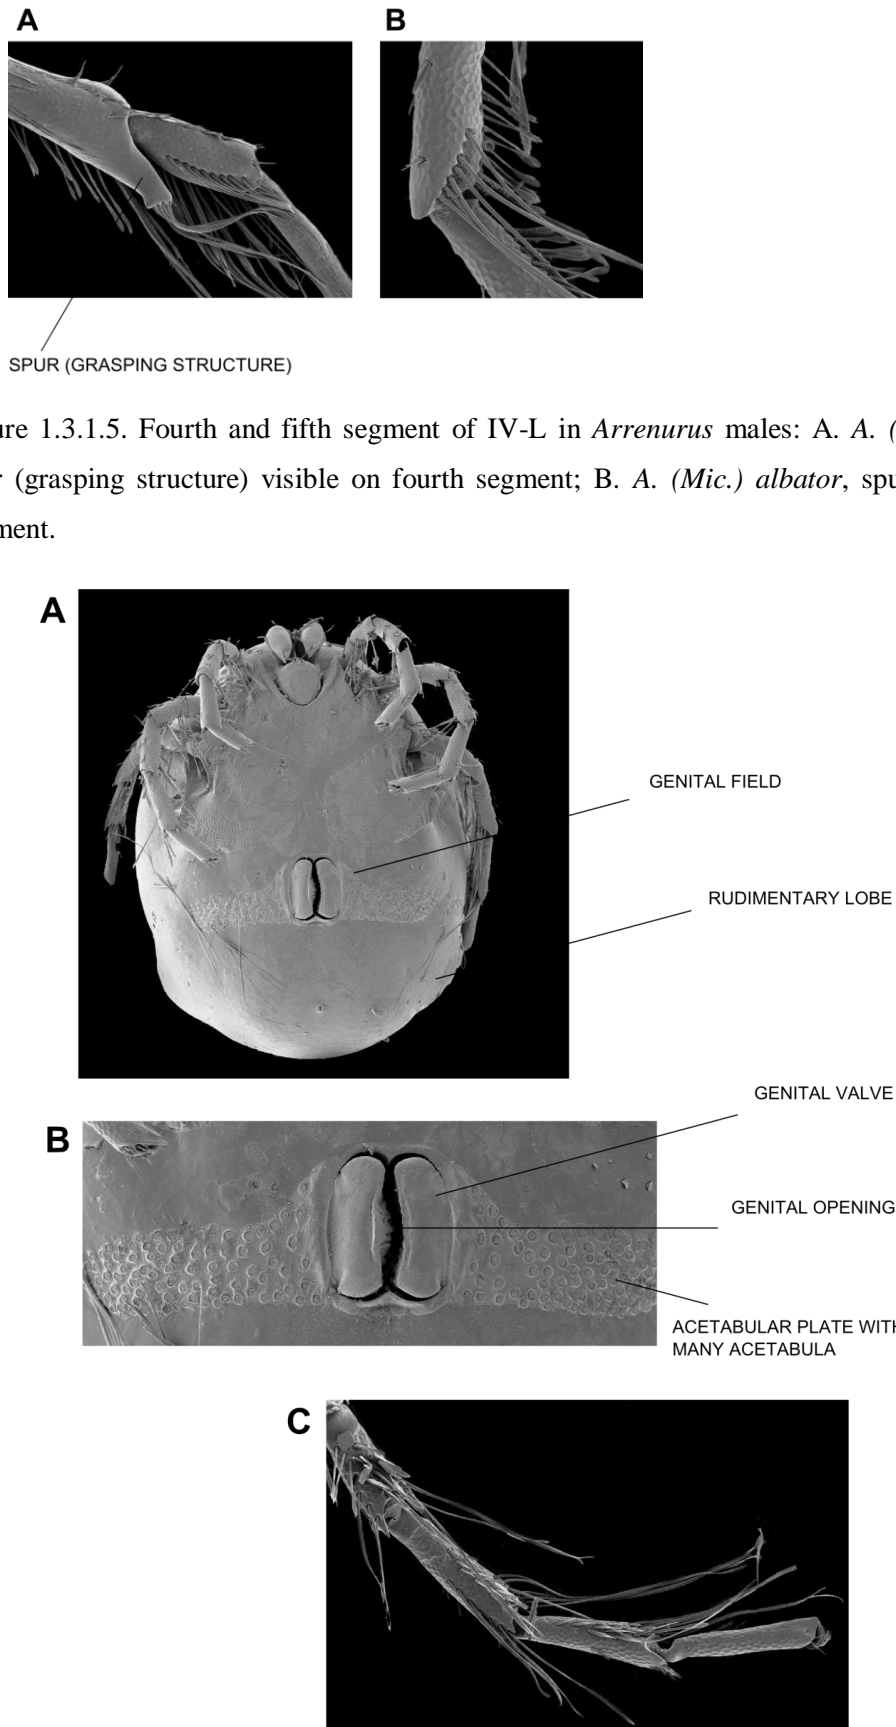 A
B
SPUR (GRASPING STRUCTURE)
ure 1.3.1.5. Fourth and fifth segment of IV-L in Arrenurus males: A. A. (
r (grasping structure) visible on fourth segment; B. A. (Mic.) albator, spu
ment.
A
GENITAL FIELD
RUDIMENTARY LOBE
GENITAL VALVE
B
GENITAL OPENING
ACETABULAR PLATE WITH
MANY ACETABULA
C